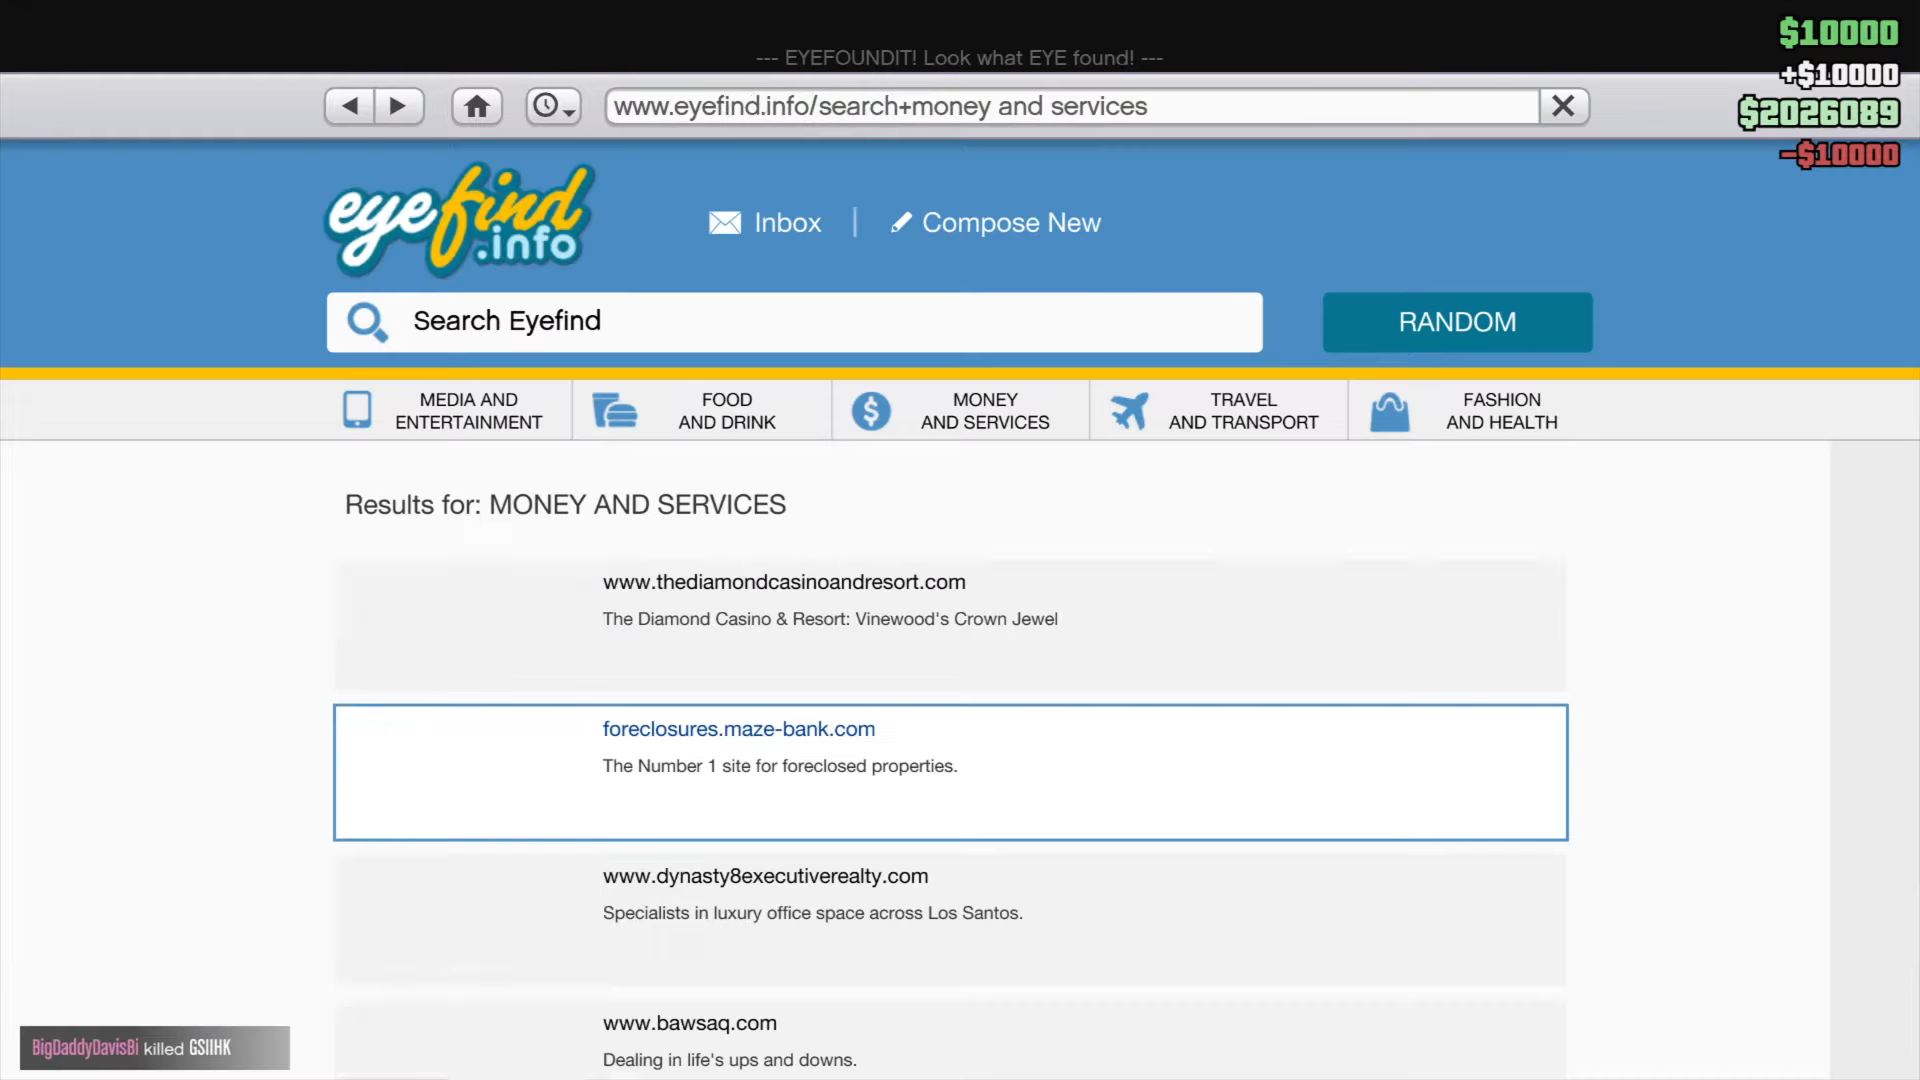 --- EYEFOUNDIT! Look what EYE found! ---
$10000
+$10000
$2026089
-$10000
www.eyefind.info/search+money and services
eyefind
.info
Inbox
Compose New
Search Eyefind
RANDOM
MEDIA AND
ENTERTAINMENT
FOOD
AND DRINK
MONEY
AND SERVICES
TRAVEL
AND TRANSPORT
FASHION
AND HEALTH
Results for: MONEY AND SERVICES
www.thediamondcasinoandresort.com
The Diamond Casino & Resort: Vinewood's Crown Jewel
foreclosures.maze-bank.com
The Number 1 site for foreclosed properties.
www.dynasty8executiverealty.com
Specialists in luxury office space across Los Santos.
www.bawsaq.com
Dealing in life's ups and downs.
BigDaddyDavisBi killed GSIIHK